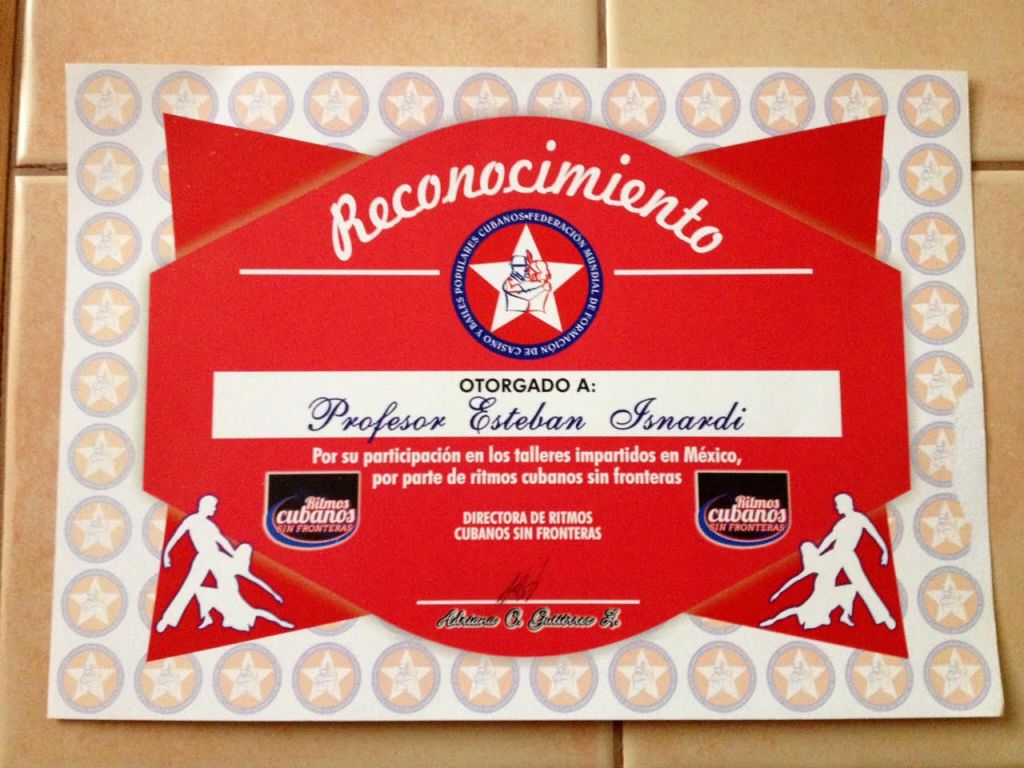 Reconocimiento
FEDERACIÓN MUNDIAL DE FORMACIÓN DE CASINO Y BAILES POPULARES CUBANOS
OTORGADO A:
Profesor Esteban Isnardi
Por su participación en los talleres impartidos en México,
por parte de ritmos cubanos sin fronteras
Ritmos
cubanos
SIN FRONTERAS
Ritmos
cubanos
SIN FRONTERAS
DIRECTORA DE RITMOS
CUBANOS SIN FRONTERAS
Adriana C. Gutiérrez Z.